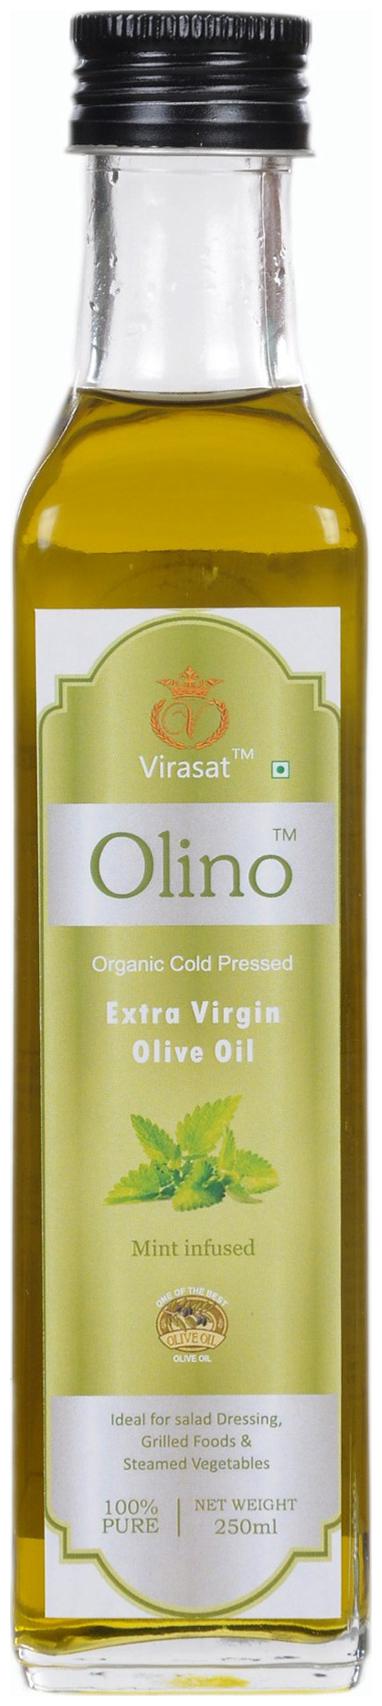 V
Virasat™
Olino™
Organic Cold Pressed
Extra Virgin
Olive Oil
Mint infused
ONE OF THE BEST
OLIVE OIL
OLIVE OIL
Ideal for salad Dressing,
Grilled Foods &
Steamed Vegetables
100%
PURE
NET WEIGHT
250ml